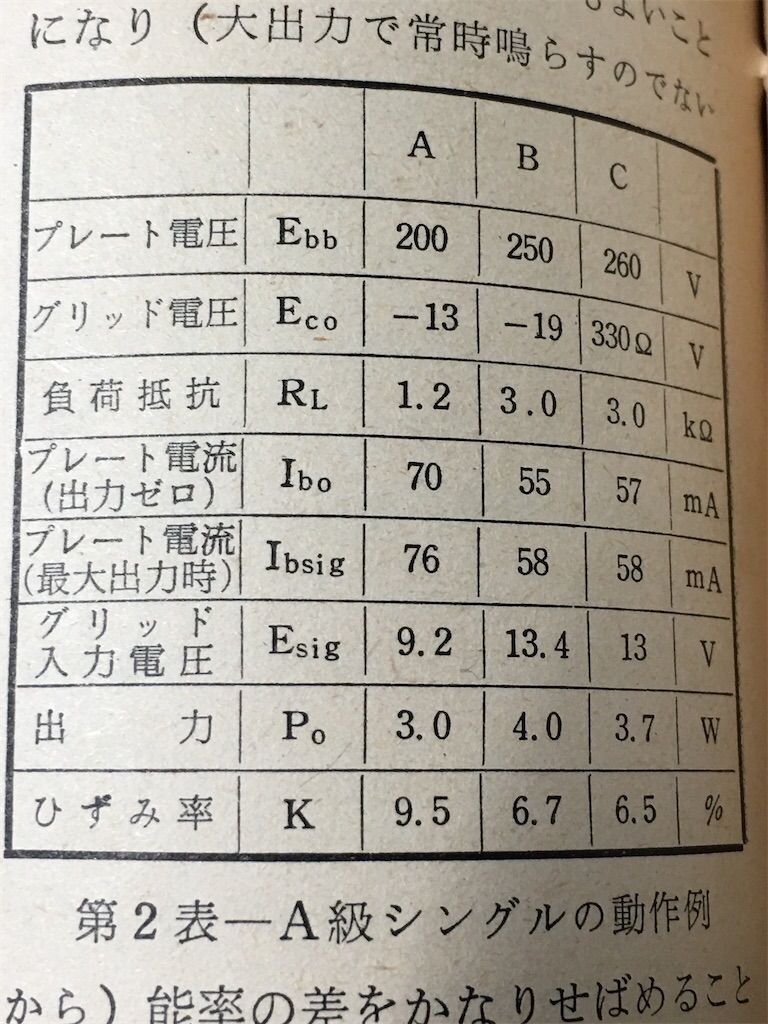 よいこと
になり（大出力で常時鳴らすのでない
A B C
プレート電圧 Ebb 200 250 260 V
グリッド電圧 Eco −13 −19 330Ω V
負荷抵抗 RL 1.2 3.0 3.0 kΩ
プレート電流
(出力ゼロ) Ibo 70 55 57 mA
プレート電流
(最大出力時) Ibsig 76 58 58 mA
グリッド
入力電圧 Esig 9.2 13.4 13 V
出力 Po 3.0 4.0 3.7 W
ひずみ率 K 9.5 6.7 6.5 %
第2表―A級シングルの動作例
から）能率の差をかなりせばめること